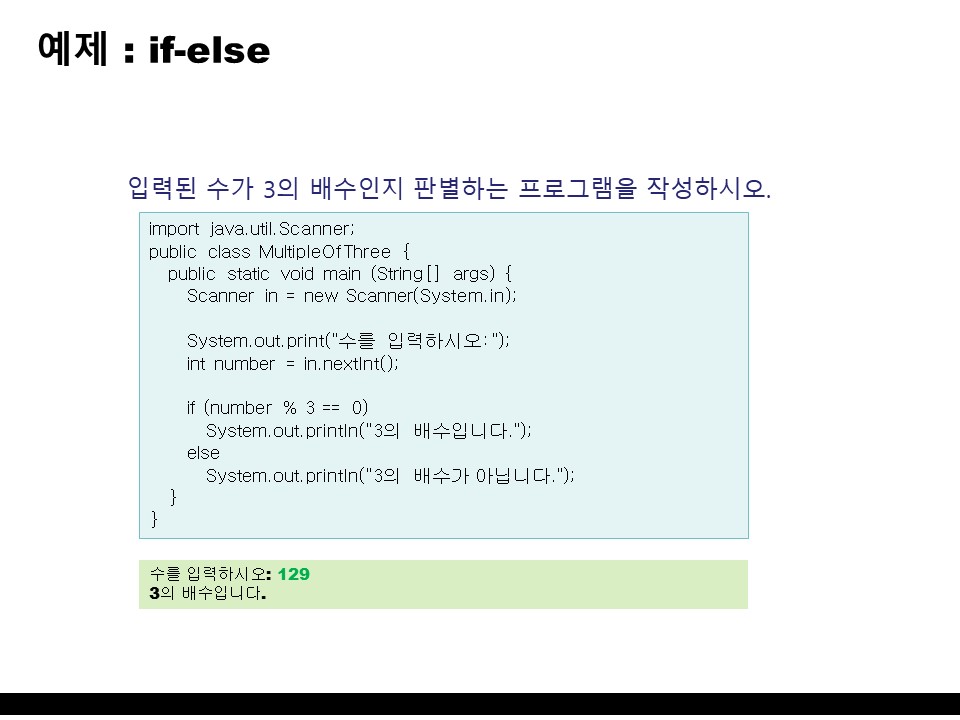 예제 : if-else
입력된 수가 3의 배수인지 판별하는 프로그램을 작성하시오.
import java.util.Scanner;
public class MultipleOfThree {
public static void main (String[] args) {
Scanner in = new Scanner(System.in);
System.out.print("수를 입력하시오:");
int number = in.nextInt();
if (number % 3 == 0)
System.out.println("3의 배수입니다.");
else
System.out.println("3의 배수가 아닙니다.");
}
}
수를 입력하시오: 129
3의 배수입니다.